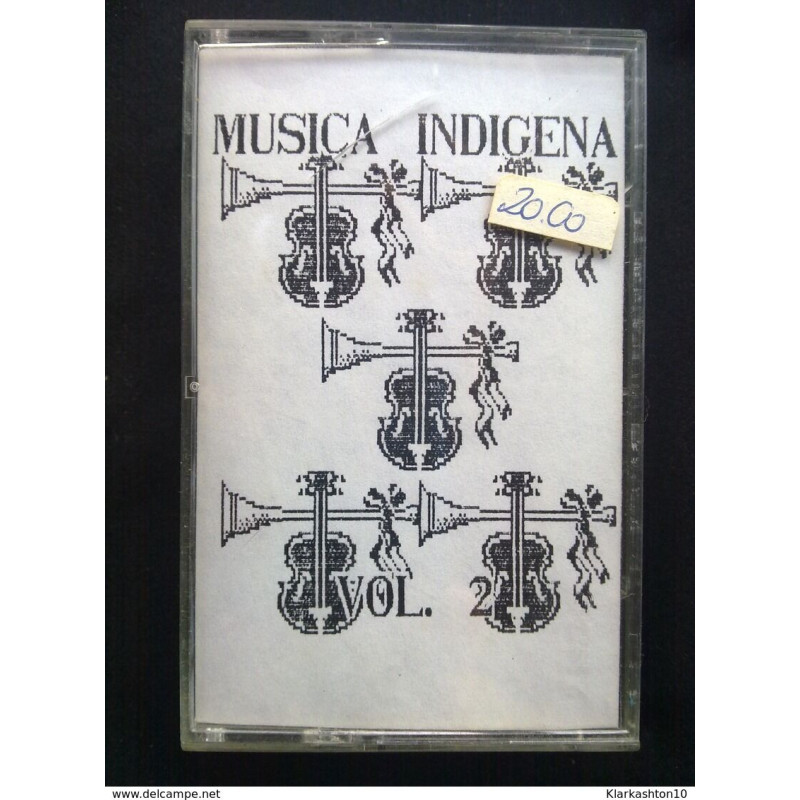 MUSICA INDIGENA
20.00
©
VOL. 2
www.delcampe.net
Klarkashton10